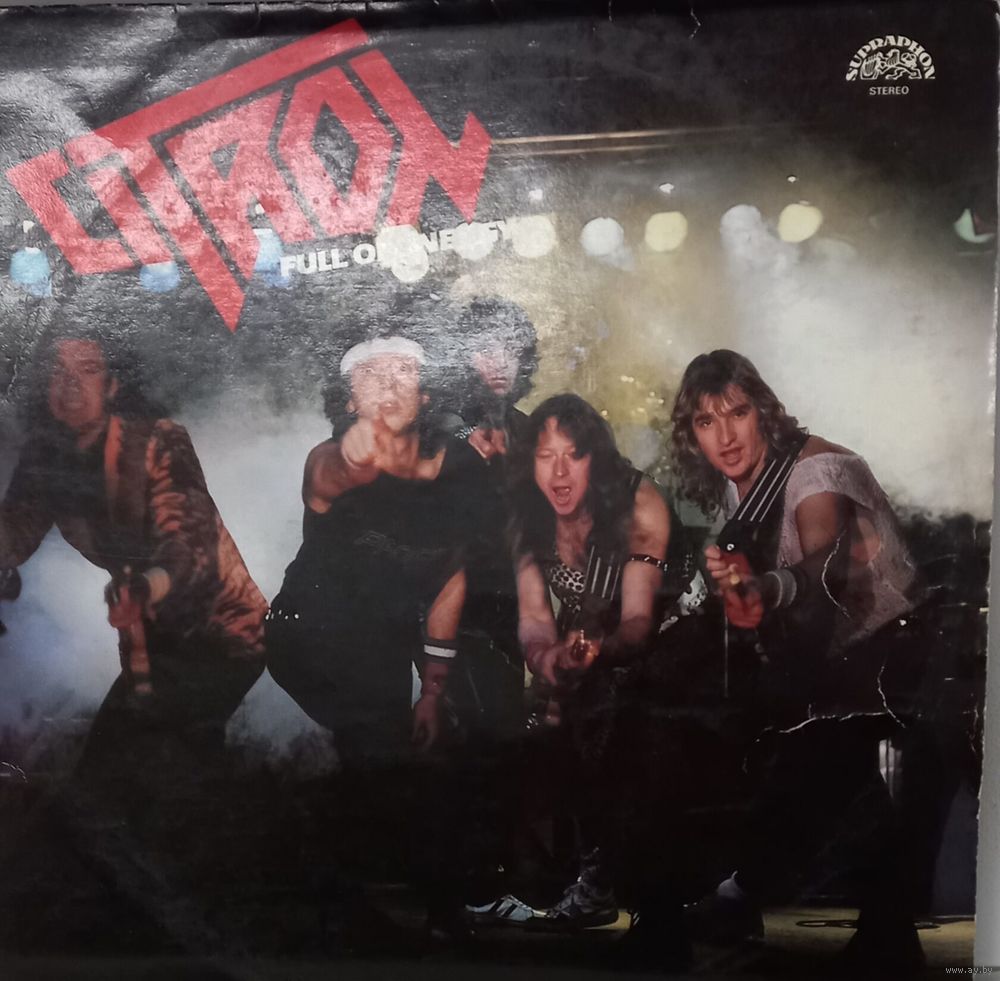 CITRON
FULL OF ENERGY
SUPRAPHON
STEREO
www.ay.by